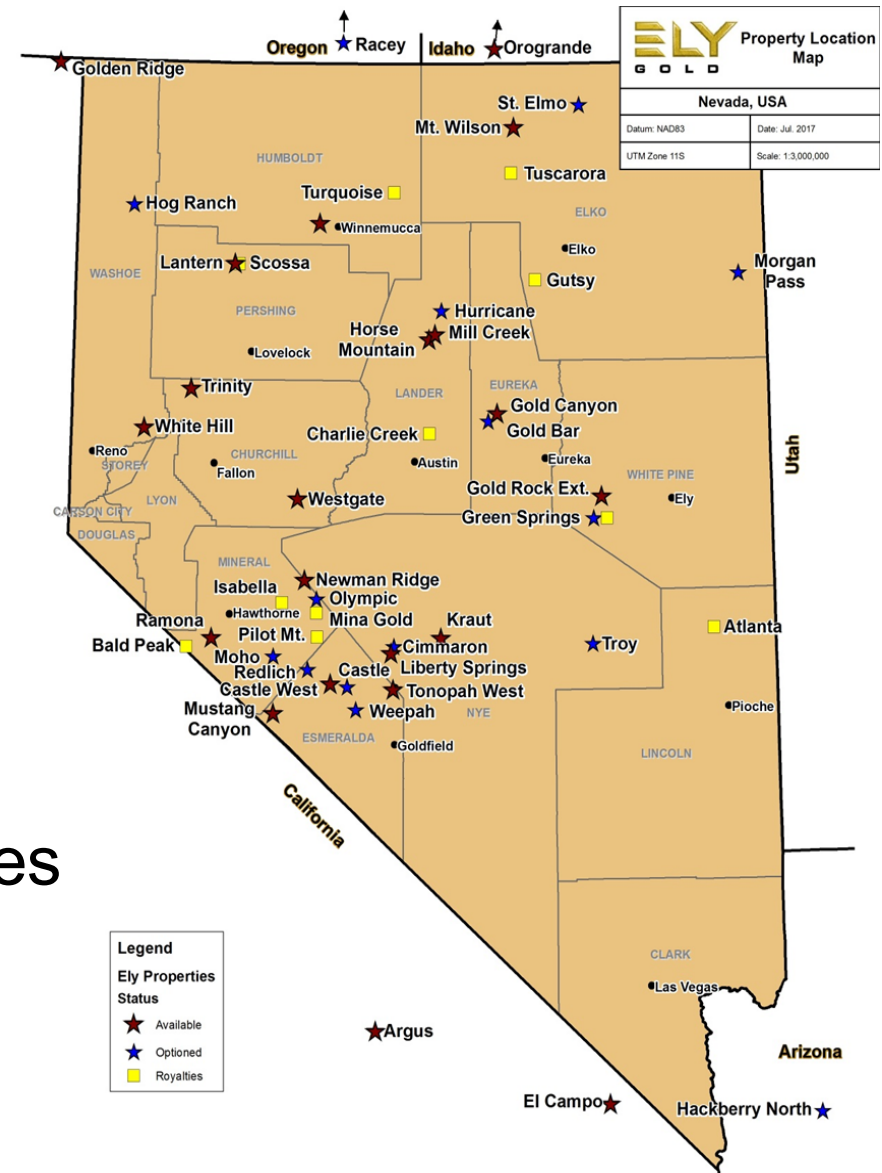 ELY
GOLD
Property Location
Map
Nevada, USA
Datum: NAD83
Date: Jul. 2017
UTM Zone 11S
Scale: 1:3,000,000
Oregon
Racey
Idaho
Orogrande
Golden Ridge
St. Elmo
Mt. Wilson
HUMBOLDT
Tuscarora
Turquoise
Hog Ranch
ELKO
Winnemucca
Elko
Lantern
Scossa
WASHOE
Morgan
Pass
Gutsy
PERSHING
Hurricane
Horse
Mountain
Mill Creek
Lovelock
Trinity
LANDER
EUREKA
Gold Canyon
White Hill
Gold Bar
Charlie Creek
Utah
Reno
STOREY
CHURCHILL
Fallon
Austin
Eureka
WHITE PINE
LYON
Westgate
Gold Rock Ext.
Ely
CARSON CITY
Green Springs
DOUGLAS
MINERAL
Newman Ridge
Isabella
Olympic
Hawthorne
Mina Gold
Ramona
Kraut
Pilot Mt.
Atlanta
Bald Peak
Moho
Cimmaron
Troy
Redlich
Castle
Liberty Springs
Castle West
Tonopah West
Mustang
Canyon
Weepah
NYE
Pioche
ESMERALDA
Goldfield
LINCOLN
California
es
Legend
Ely Properties
Status
Available
Optioned
Royalties
CLARK
Las Vegas
Argus
Arizona
El Campo
Hackberry North